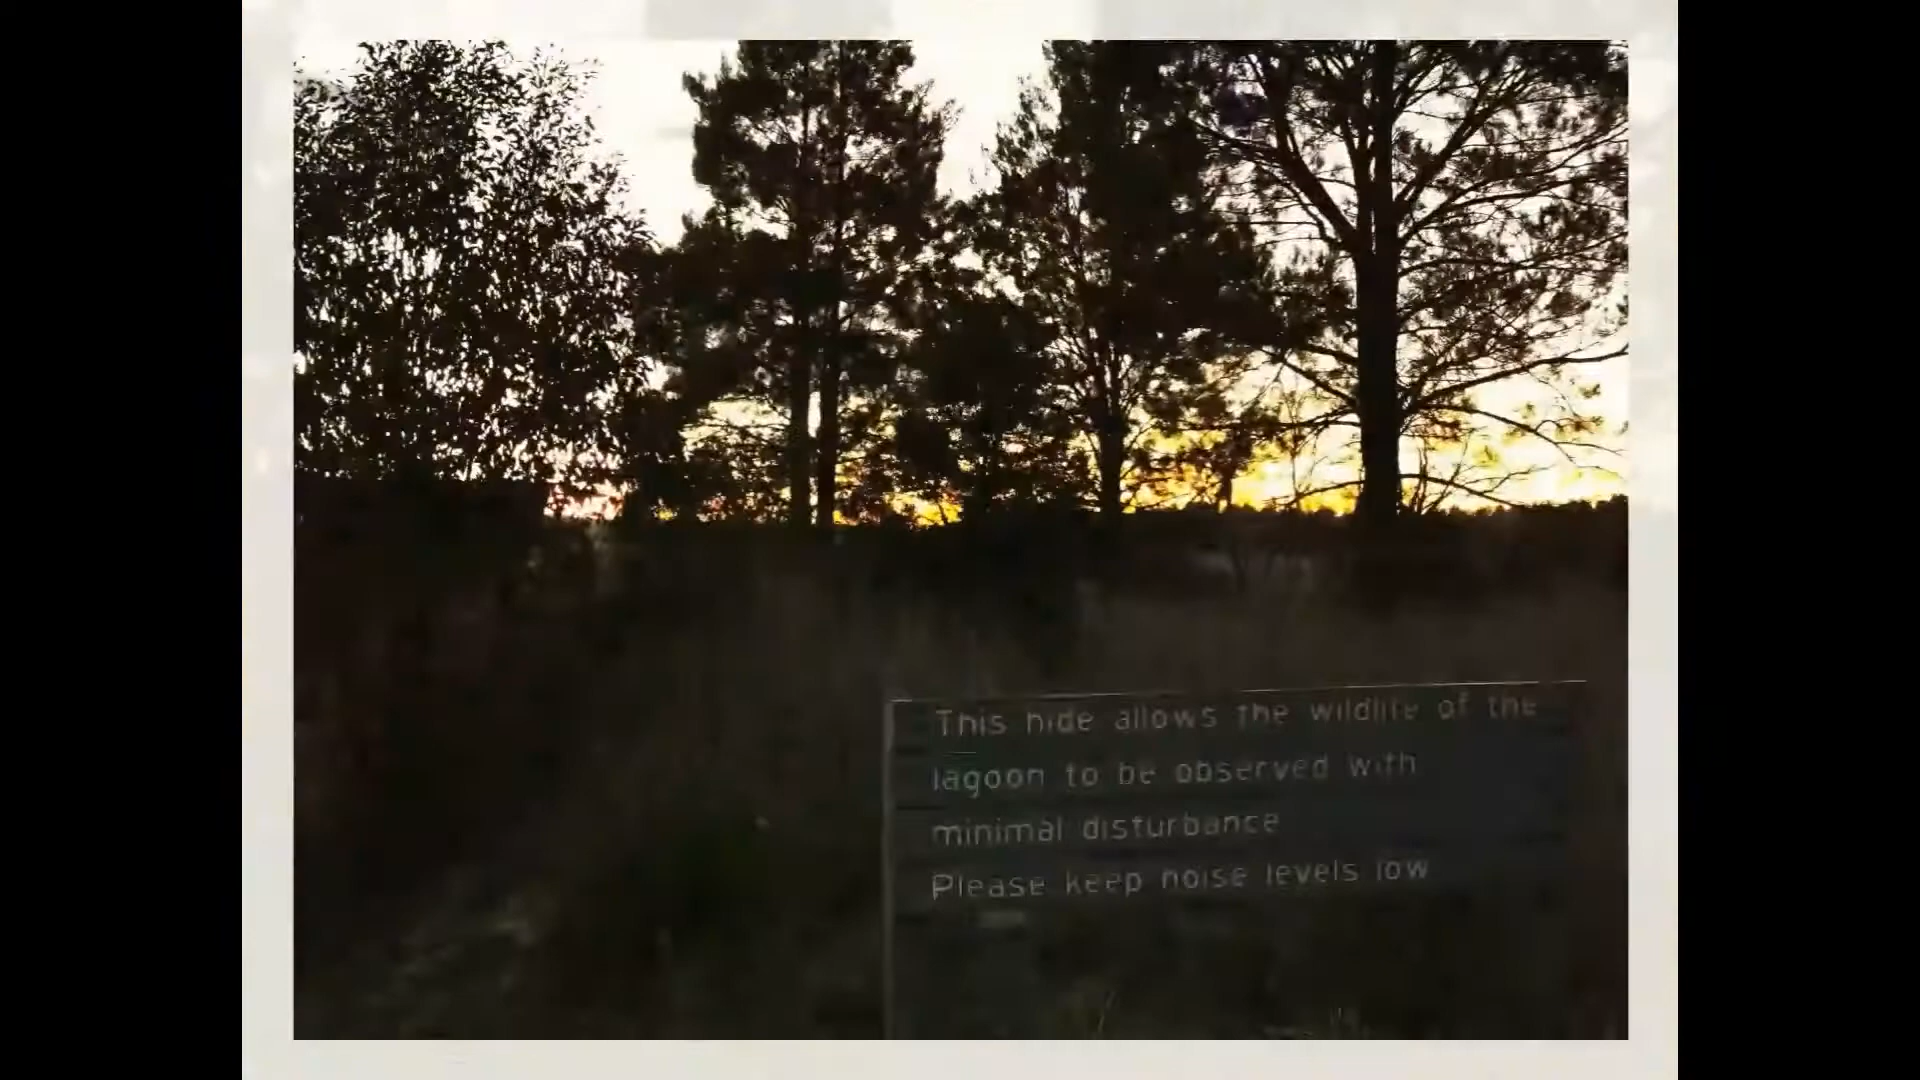 This hide allows the wildlife of the
lagoon to be observed with
minimal disturbance
Please keep noise levels low